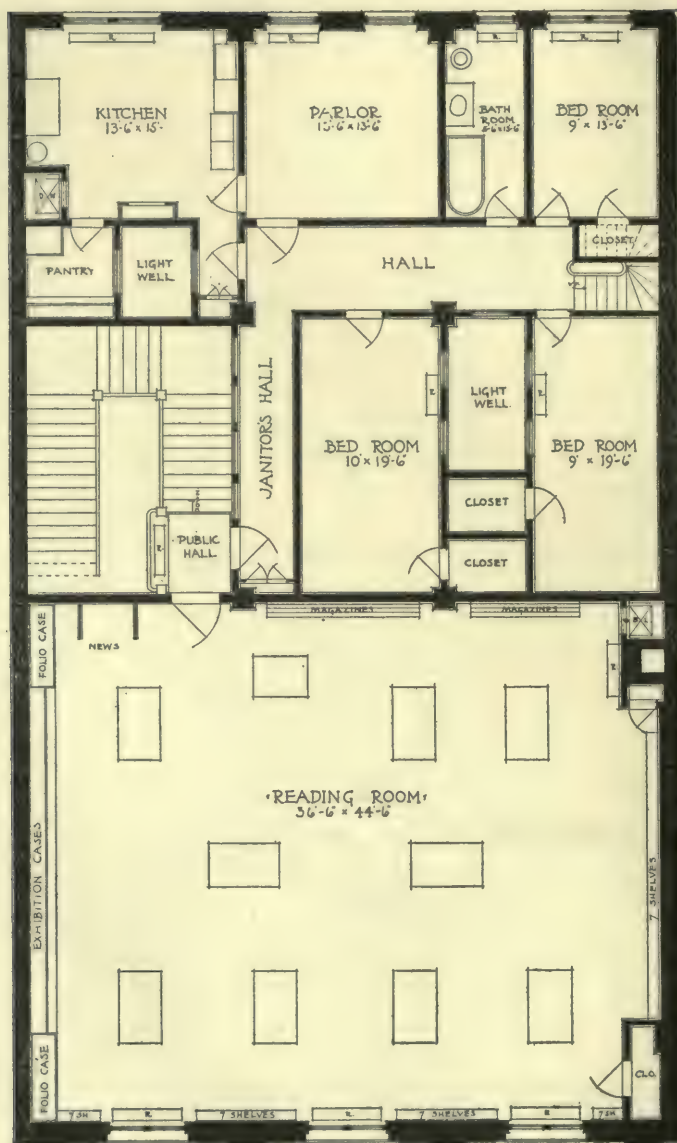 R
R
R
R
KITCHEN
13'-6" x 15'-
PARLOR
13'-6"
BATH
ROOM
BED ROOM
9' x 13'-6"
PANTRY
LIGHT
WELL
HALL
CLOSET
UP
JANITOR'S HALL
BED ROOM
10' x 19'-6"
R
LIGHT
WELL
R
BED ROOM
9' x 19'-6"
CLOSET
CLOSET
DOWN
PUBLIC
HALL
R
FOLIO CASE
NEWS
MAGAZINES
MAGAZINES
R
READING ROOM
36'-6" x 44'-6"
EXHIBITION CASES
7 SHELVES
FOLIO CASE
CLO.
7 SH
R
7 SHELVES
R
7 SHELVES
R
7 SH